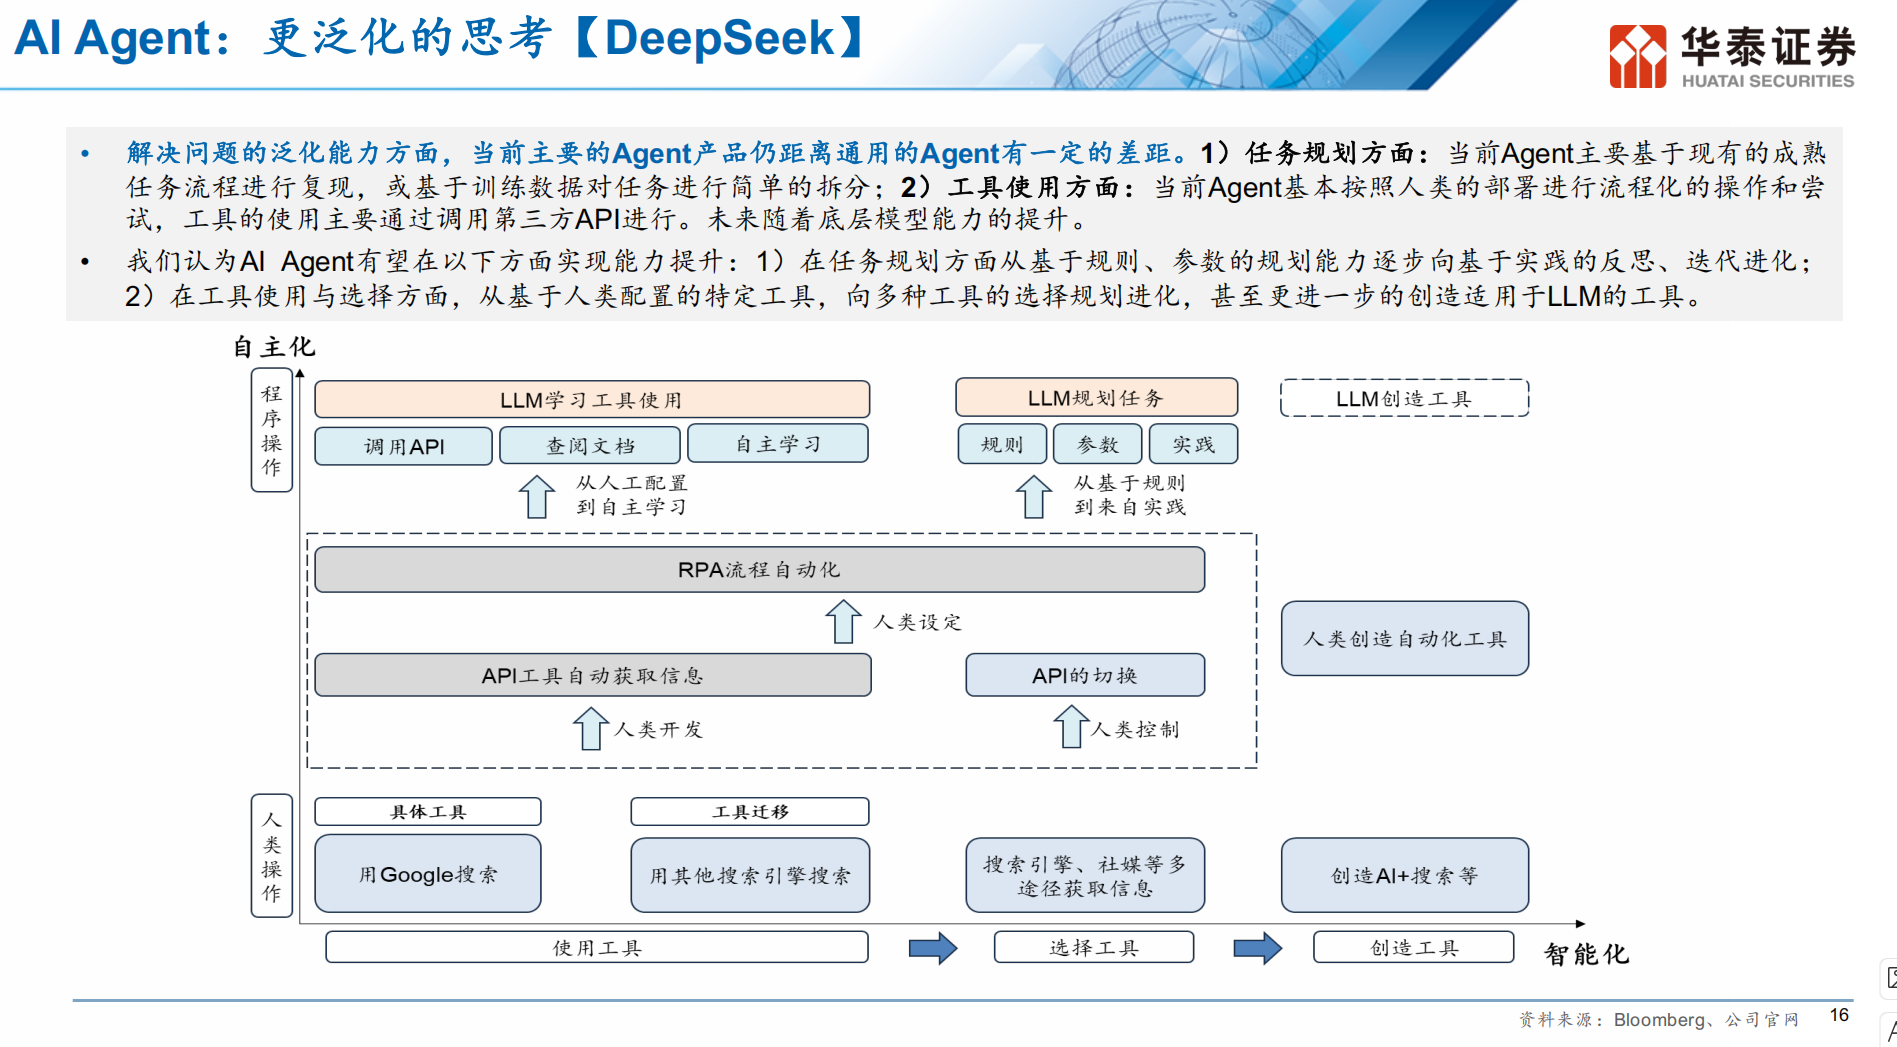 AI Agent：更泛化的思考【DeepSeek】
华泰证券
HUATAI SECURITIES
• 解决问题的泛化能力方面，当前主要的Agent产品仍距离通用的Agent有一定的差距。1）任务规划方面：当前Agent主要基于现有的成熟
任务流程进行复现，或基于训练数据对任务进行简单的拆分；2）工具使用方面：当前Agent基本按照人类的部署进行流程化的操作和尝
试，工具的使用主要通过调用第三方API进行。未来随着底层模型能力的提升。
• 我们认为AI Agent有望在以下方面实现能力提升：1）在任务规划方面从基于规则、参数的规划能力逐步向基于实践的反思、迭代进化；
2）在工具使用与选择方面，从基于人类配置的特定工具，向多种工具的选择规划进化，甚至更进一步的创造适用于LLM的工具。
自主化
程序操作
LLM学习工具使用
LLM规划任务
LLM创造工具
调用API
查阅文档
自主学习
规则
参数
实践
从人工配置
到自主学习
从基于规则
到来自实践
RPA流程自动化
人类设定
人类创造自动化工具
API工具自动获取信息
API的切换
人类开发
人类控制
人类操作
具体工具
工具迁移
用Google搜索
用其他搜索引擎搜索
搜索引擎、社媒等多
途径获取信息
创造AI+搜索等
使用工具
选择工具
创造工具
智能化
资料来源：Bloomberg、公司官网
16